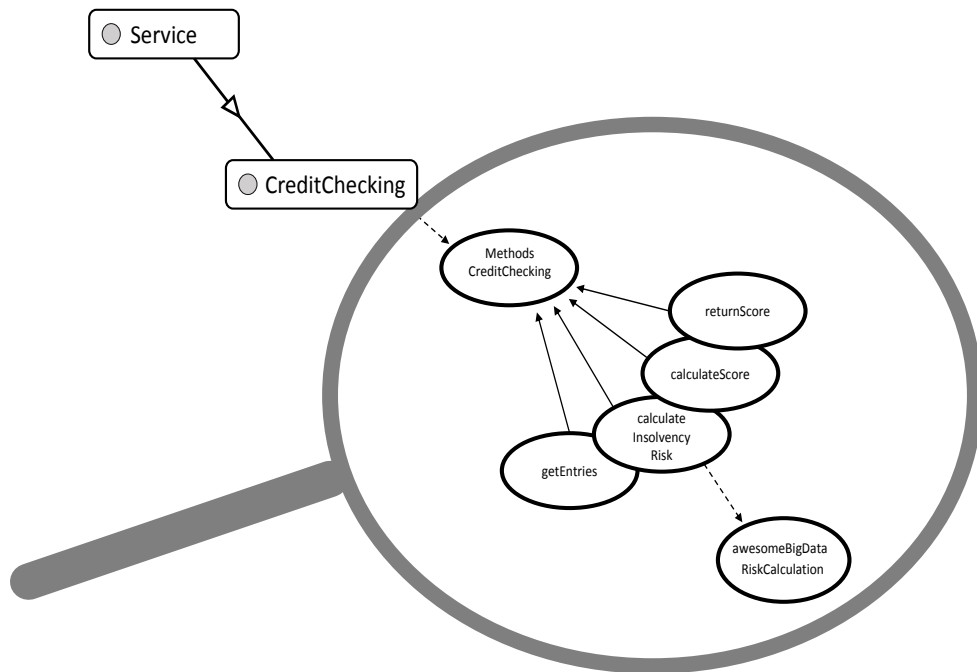 Service
CreditChecking
Methods
CreditChecking
returnScore
calculateScore
calculate
Insolvency
Risk
getEntries
awesomeBigData
RiskCalculation